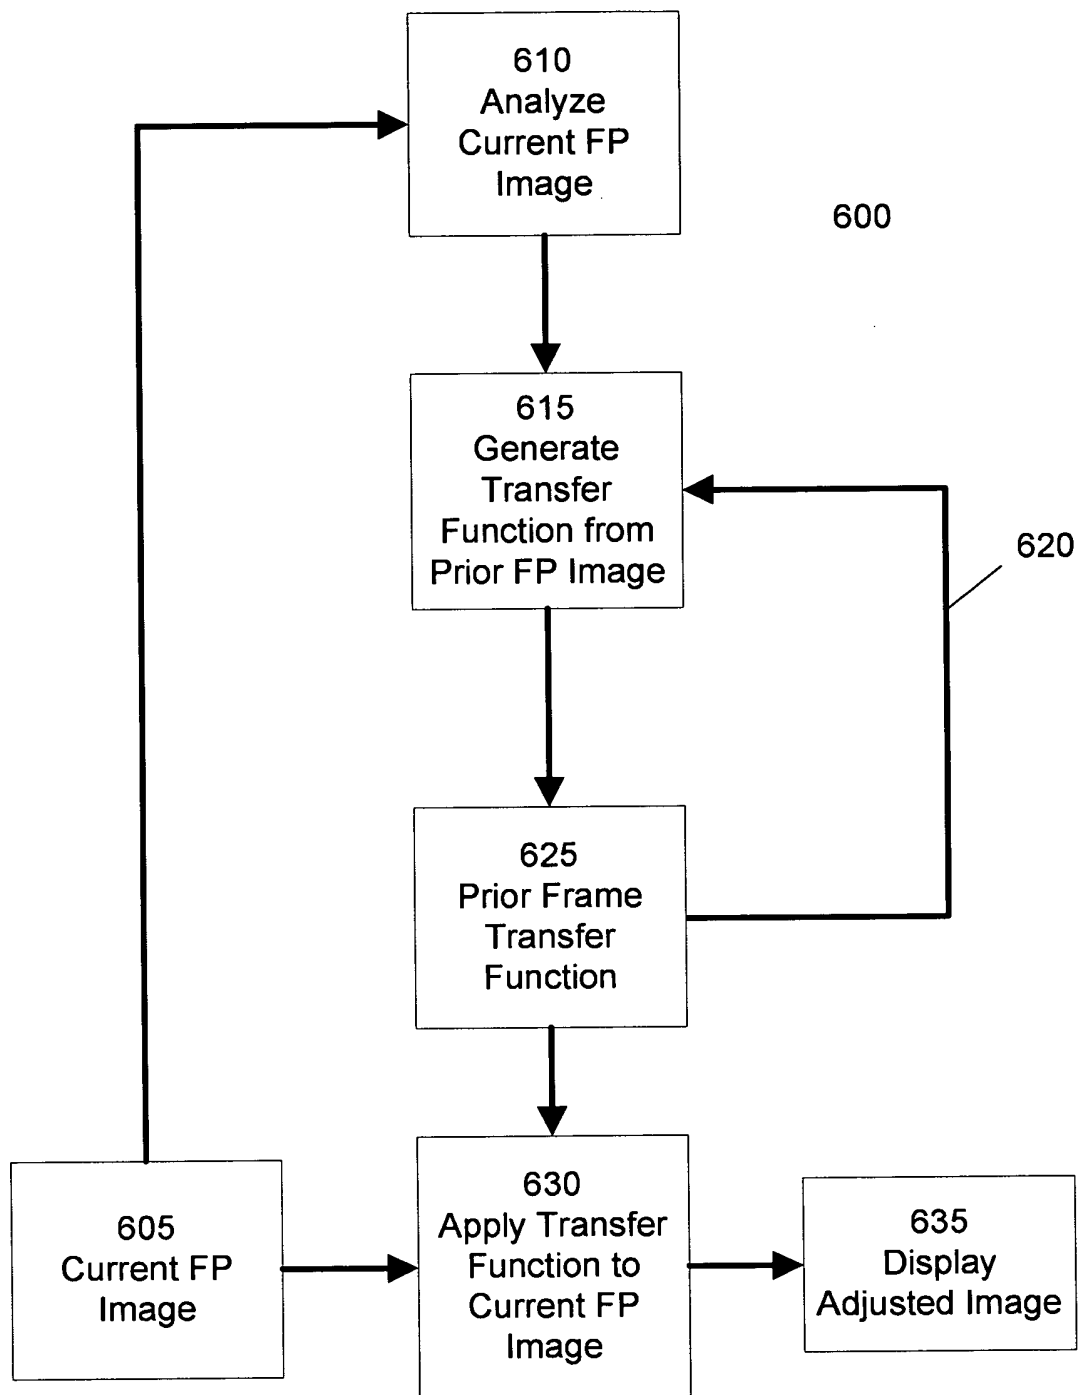 610
Analyze
Current FP
Image
600
615
Generate
Transfer
Function from
Prior FP Image
620
625
Prior Frame
Transfer
Function
605
Current FP
Image
630
Apply Transfer
Function to
Current FP
Image
635
Display
Adjusted Image